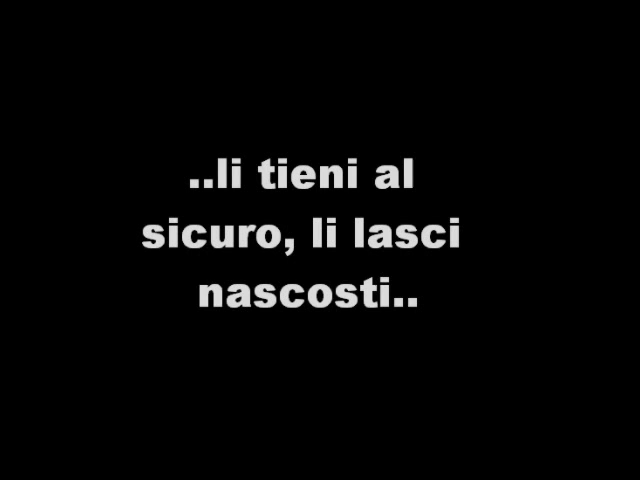 ..li tieni al
sicuro, li lasci
nascosti..